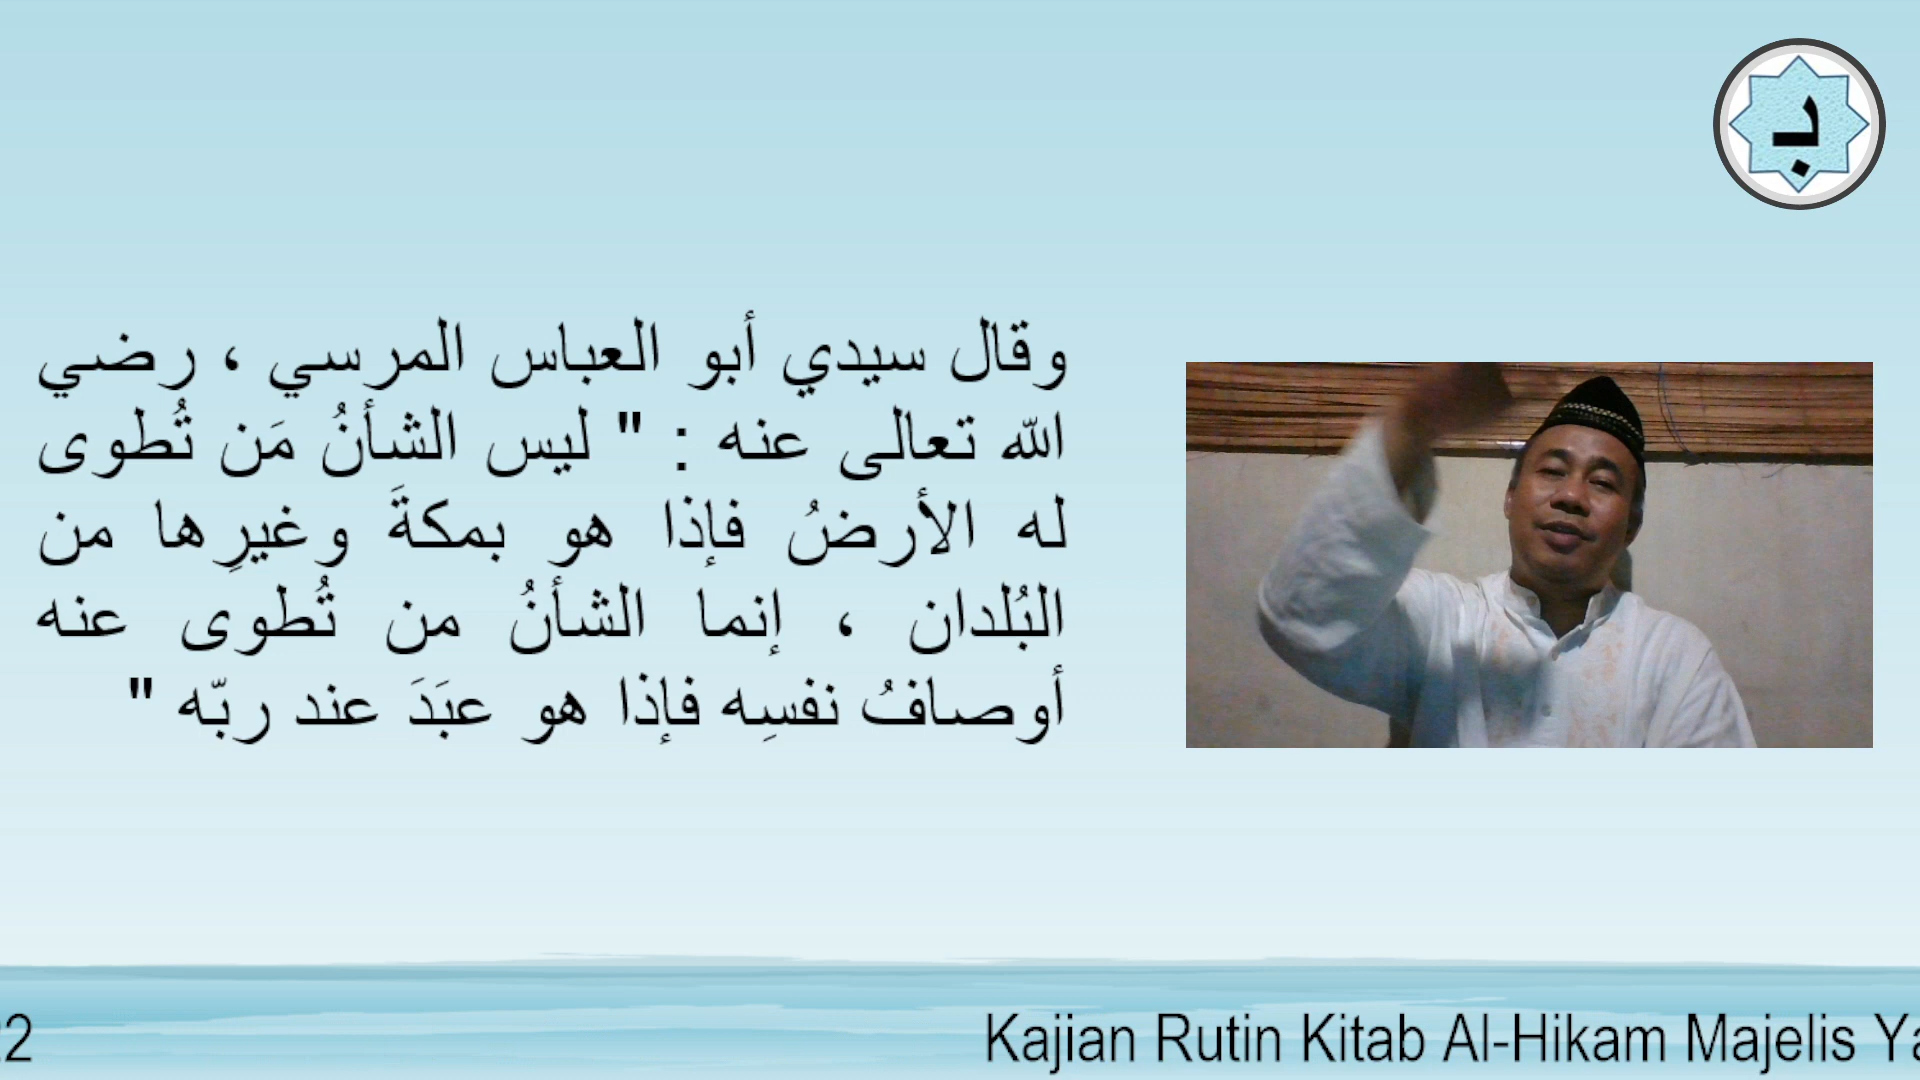 ب
وقال سيدي أبو العباس المرسي ، رضي
الله تعالى عنه : " ليس الشأنُ مَن تُطوى
له الأرضُ فإذا هو بمكةَ وغيرِها من
البُلدان ، إنما الشأنُ من تُطوى عنه
أوصافُ نفسِه فإذا هو عبَدَ عند ربّه "
Kajian Rutin Kitab Al-Hikam Majelis